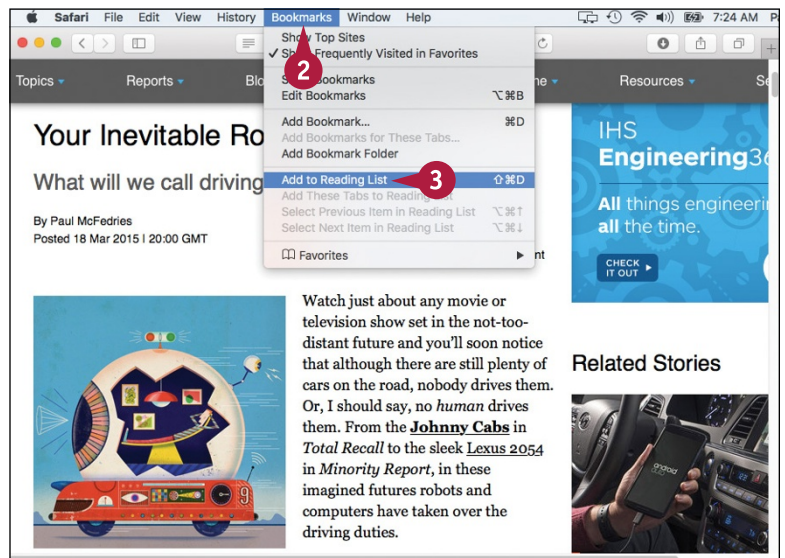 Safari File Edit View History Bookmarks Window Help 7:24 AM
Show Top Sites
✓ Show Frequently Visited in Favorites
2
Bookmarks
Edit Bookmarks ⌥⌘B
Add Bookmark... ⌘D
Add Bookmarks for These Tabs...
Add Bookmark Folder
Add to Reading List ⇧⌘D
3
Add These Tabs to Reading List
Select Previous Item in Reading List ⌥⌘↑
Select Next Item in Reading List ⌥⌘↓
Favorites
Topics Reports Resources
Your Inevitable
What will we call driving
By Paul McFedries
Posted 18 Mar 2015 | 20:00 GMT
Watch just about any movie or
television show set in the not-too-
distant future and you'll soon notice
that although there are still plenty of
cars on the road, nobody drives them.
Or, I should say, no human drives
them. From the Johnny Cabs in
Total Recall to the sleek Lexus 2054
in Minority Report, in these
imagined futures robots and
computers have taken over the
driving duties.
9
IHS
Engineering36
All things engineeri
all the time.
CHECK
IT OUT
Related Stories
android
auto